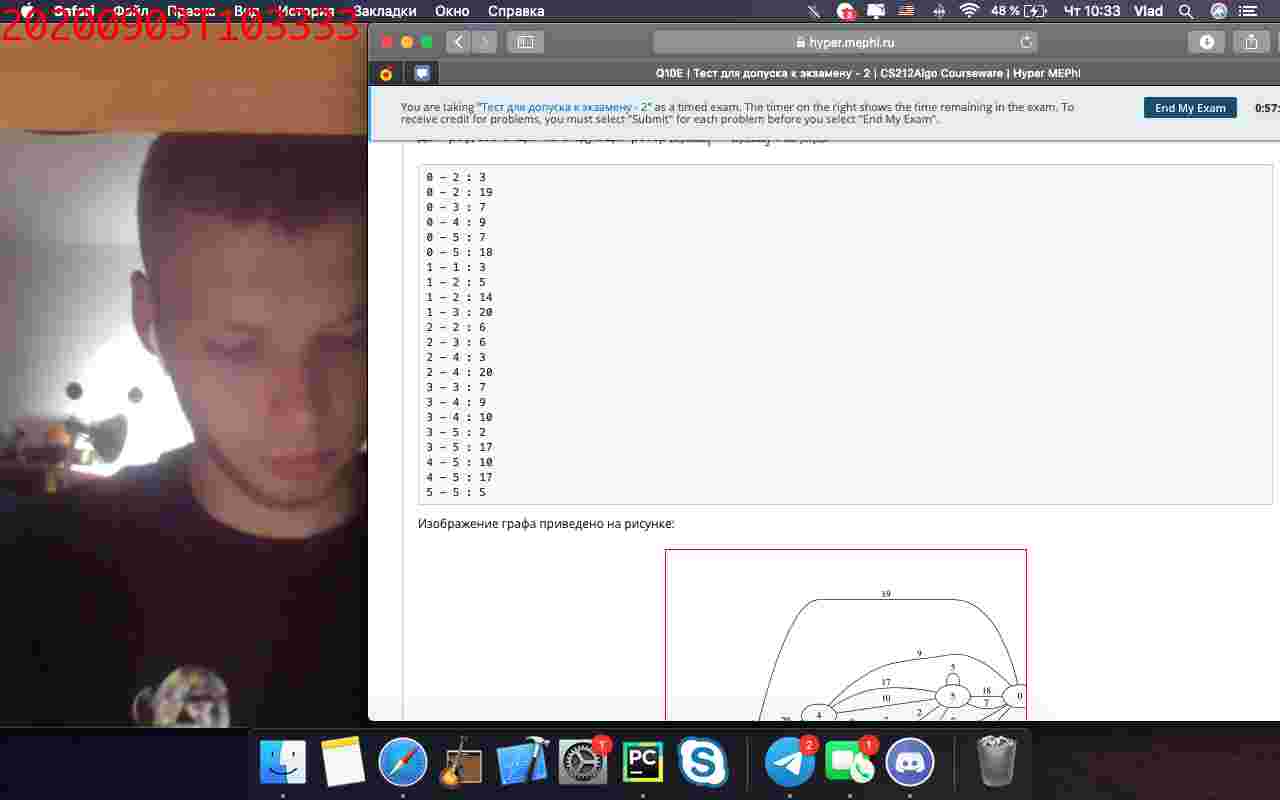 20200903T103333
Safari Файл Правка Вид История Закладки Окно Справка
48 % Чт 10:33 Vlad
hyper.mephi.ru
Q10E | Тест для допуска к экзамену - 2 | CS212Algo Courseware | Hyper MEPhI
You are taking "Тест для допуска к экзамену - 2" as a timed exam. The timer on the right shows the time remaining in the exam. To
receive credit for problems, you must select "Submit" for each problem before you select "End My Exam".
End My Exam
0:57:
0 – 2 : 3
0 – 2 : 19
0 – 3 : 7
0 – 4 : 9
0 – 5 : 7
0 – 5 : 18
1 – 1 : 3
1 – 2 : 5
1 – 2 : 14
1 – 3 : 20
2 – 2 : 6
2 – 3 : 6
2 – 4 : 3
2 – 4 : 20
3 – 3 : 7
3 – 4 : 9
3 – 4 : 10
3 – 5 : 2
3 – 5 : 17
4 – 5 : 10
4 – 5 : 17
5 – 5 : 5
Изображение графа приведено на рисунке:
19
9
5
17
18
5
0
10
7
2
4
PC
1
2
1